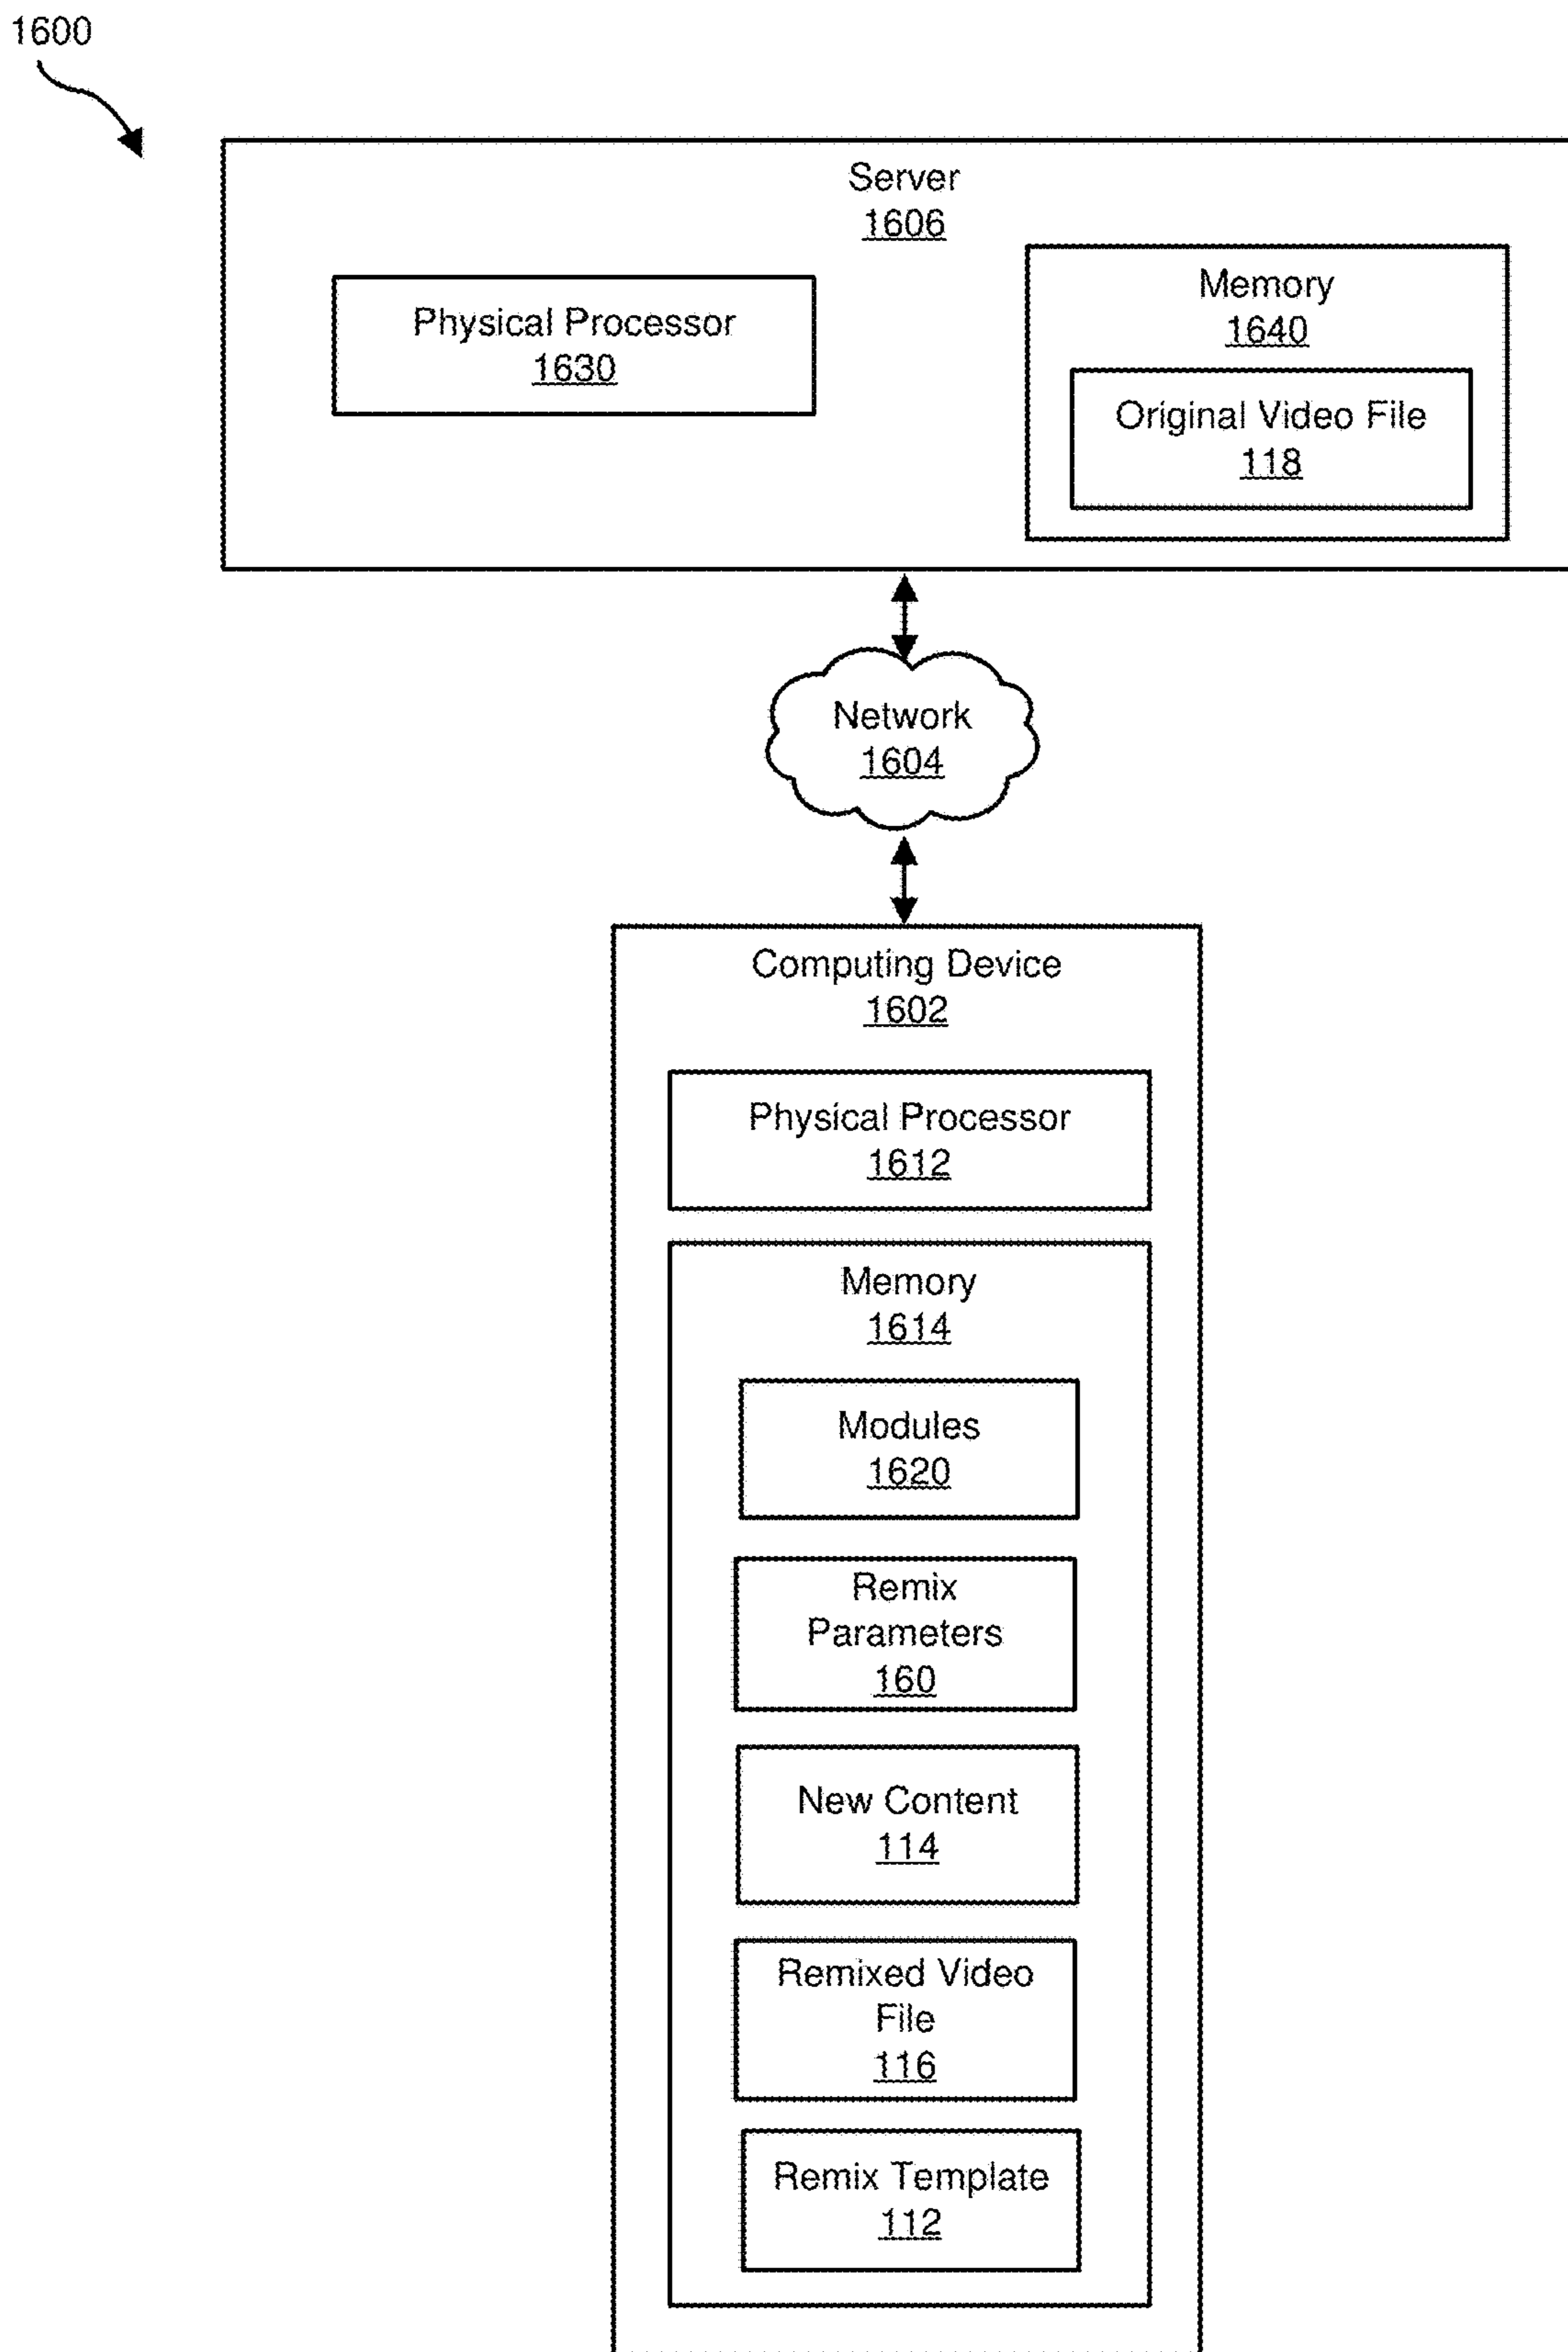 1600
Server
1606
Physical Processor
1630
Memory
1640
Original Video File
118
Network
1604
Computing Device
1602
Physical Processor
1612
Memory
1614
Modules
1620
Remix
Parameters
160
New Content
114
Remixed Video
File
116
Remix Template
112